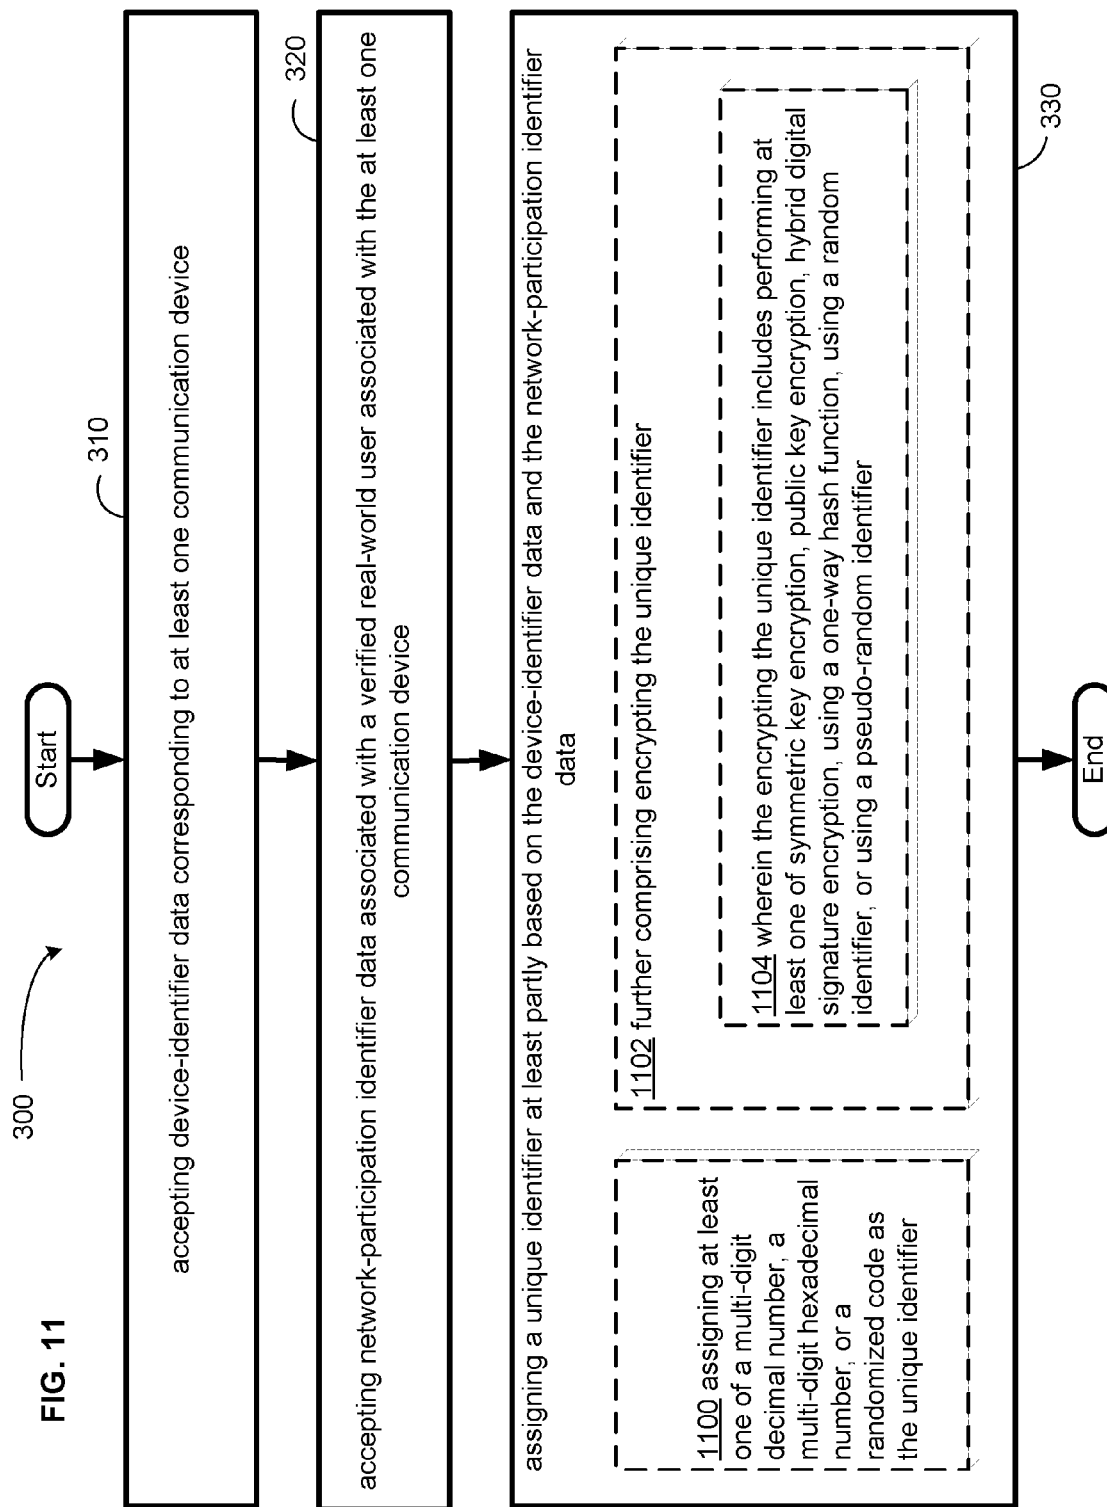 FIG. 11
300
Start
310
accepting device-identifier data corresponding to at least one communication device
320
accepting network-participation identifier data associated with a verified real-world user associated with the at least one
communication device
330
assigning a unique identifier at least partly based on the device-identifier data and the network-participation identifier
data
1100 assigning at least
one of a multi-digit
decimal number, a
multi-digit hexadecimal
number, or a
randomized code as
the unique identifier
1102 further comprising encrypting the unique identifier
1104 wherein the encrypting the unique identifier includes performing at
least one of symmetric key encryption, public key encryption, hybrid digital
signature encryption, using a one-way hash function, using a random
identifier, or using a pseudo-random identifier
End